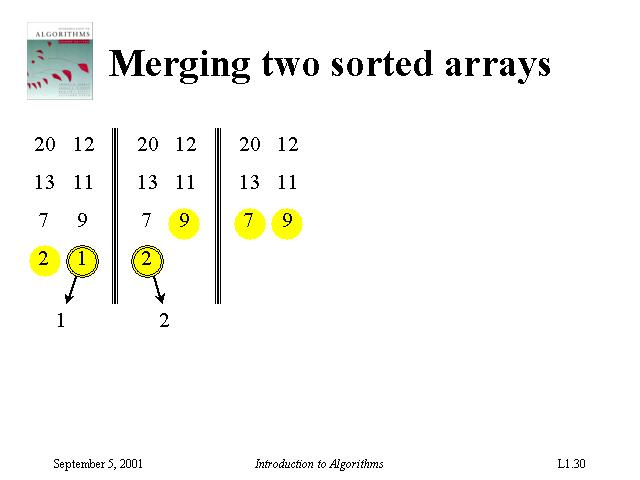 ALGORITHMS
Merging two sorted arrays
20 12 20 12 20 12
13 11 13 11 13 11
7 9 7 9 7 9
2 1 2
1 2
September 5, 2001 Introduction to Algorithms L1.30